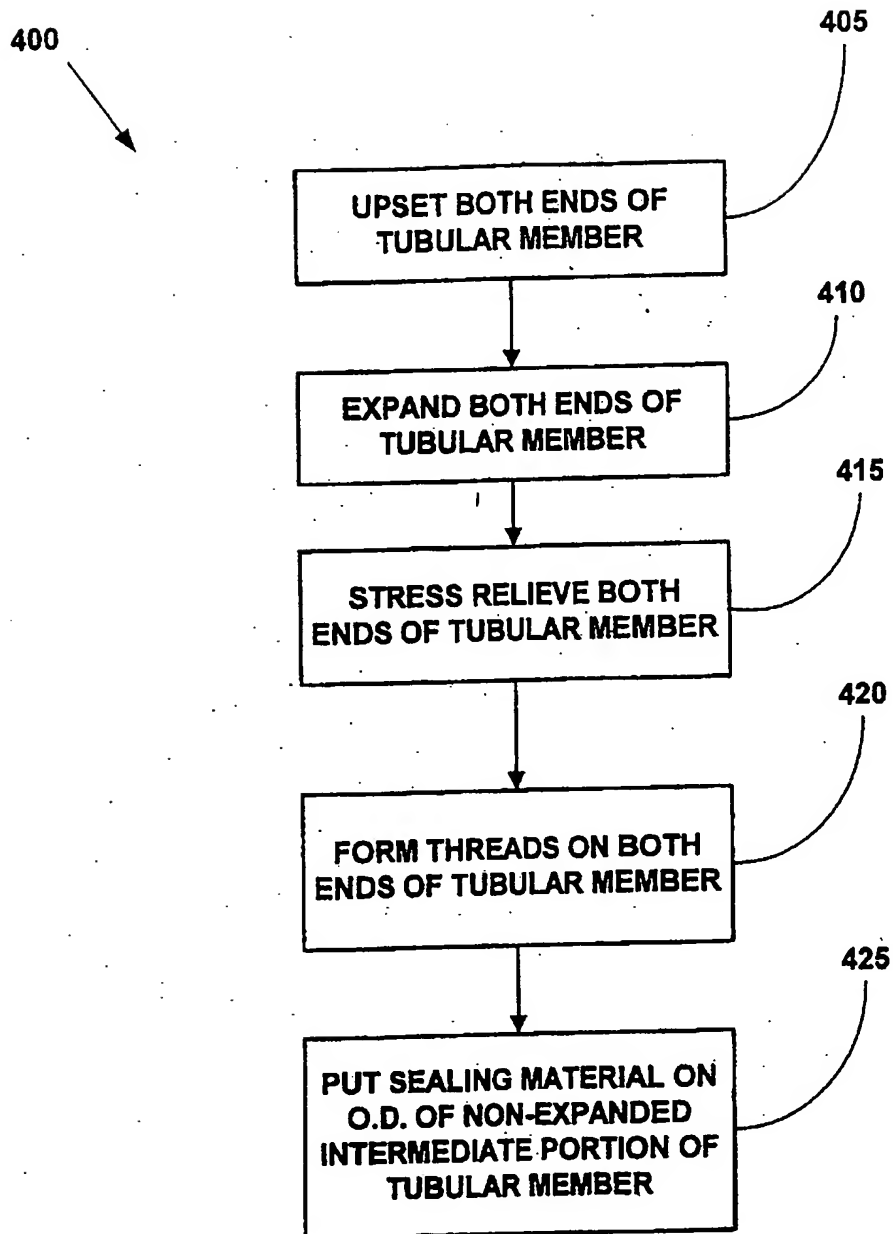 400
405
UPSET BOTH ENDS OF
TUBULAR MEMBER
410
EXPAND BOTH ENDS OF
TUBULAR MEMBER
415
STRESS RELIEVE BOTH
ENDS OF TUBULAR MEMBER
420
FORM THREADS ON BOTH
ENDS OF TUBULAR MEMBER
425
PUT SEALING MATERIAL ON
O.D. OF NON-EXPANDED
INTERMEDIATE PORTION OF
TUBULAR MEMBER